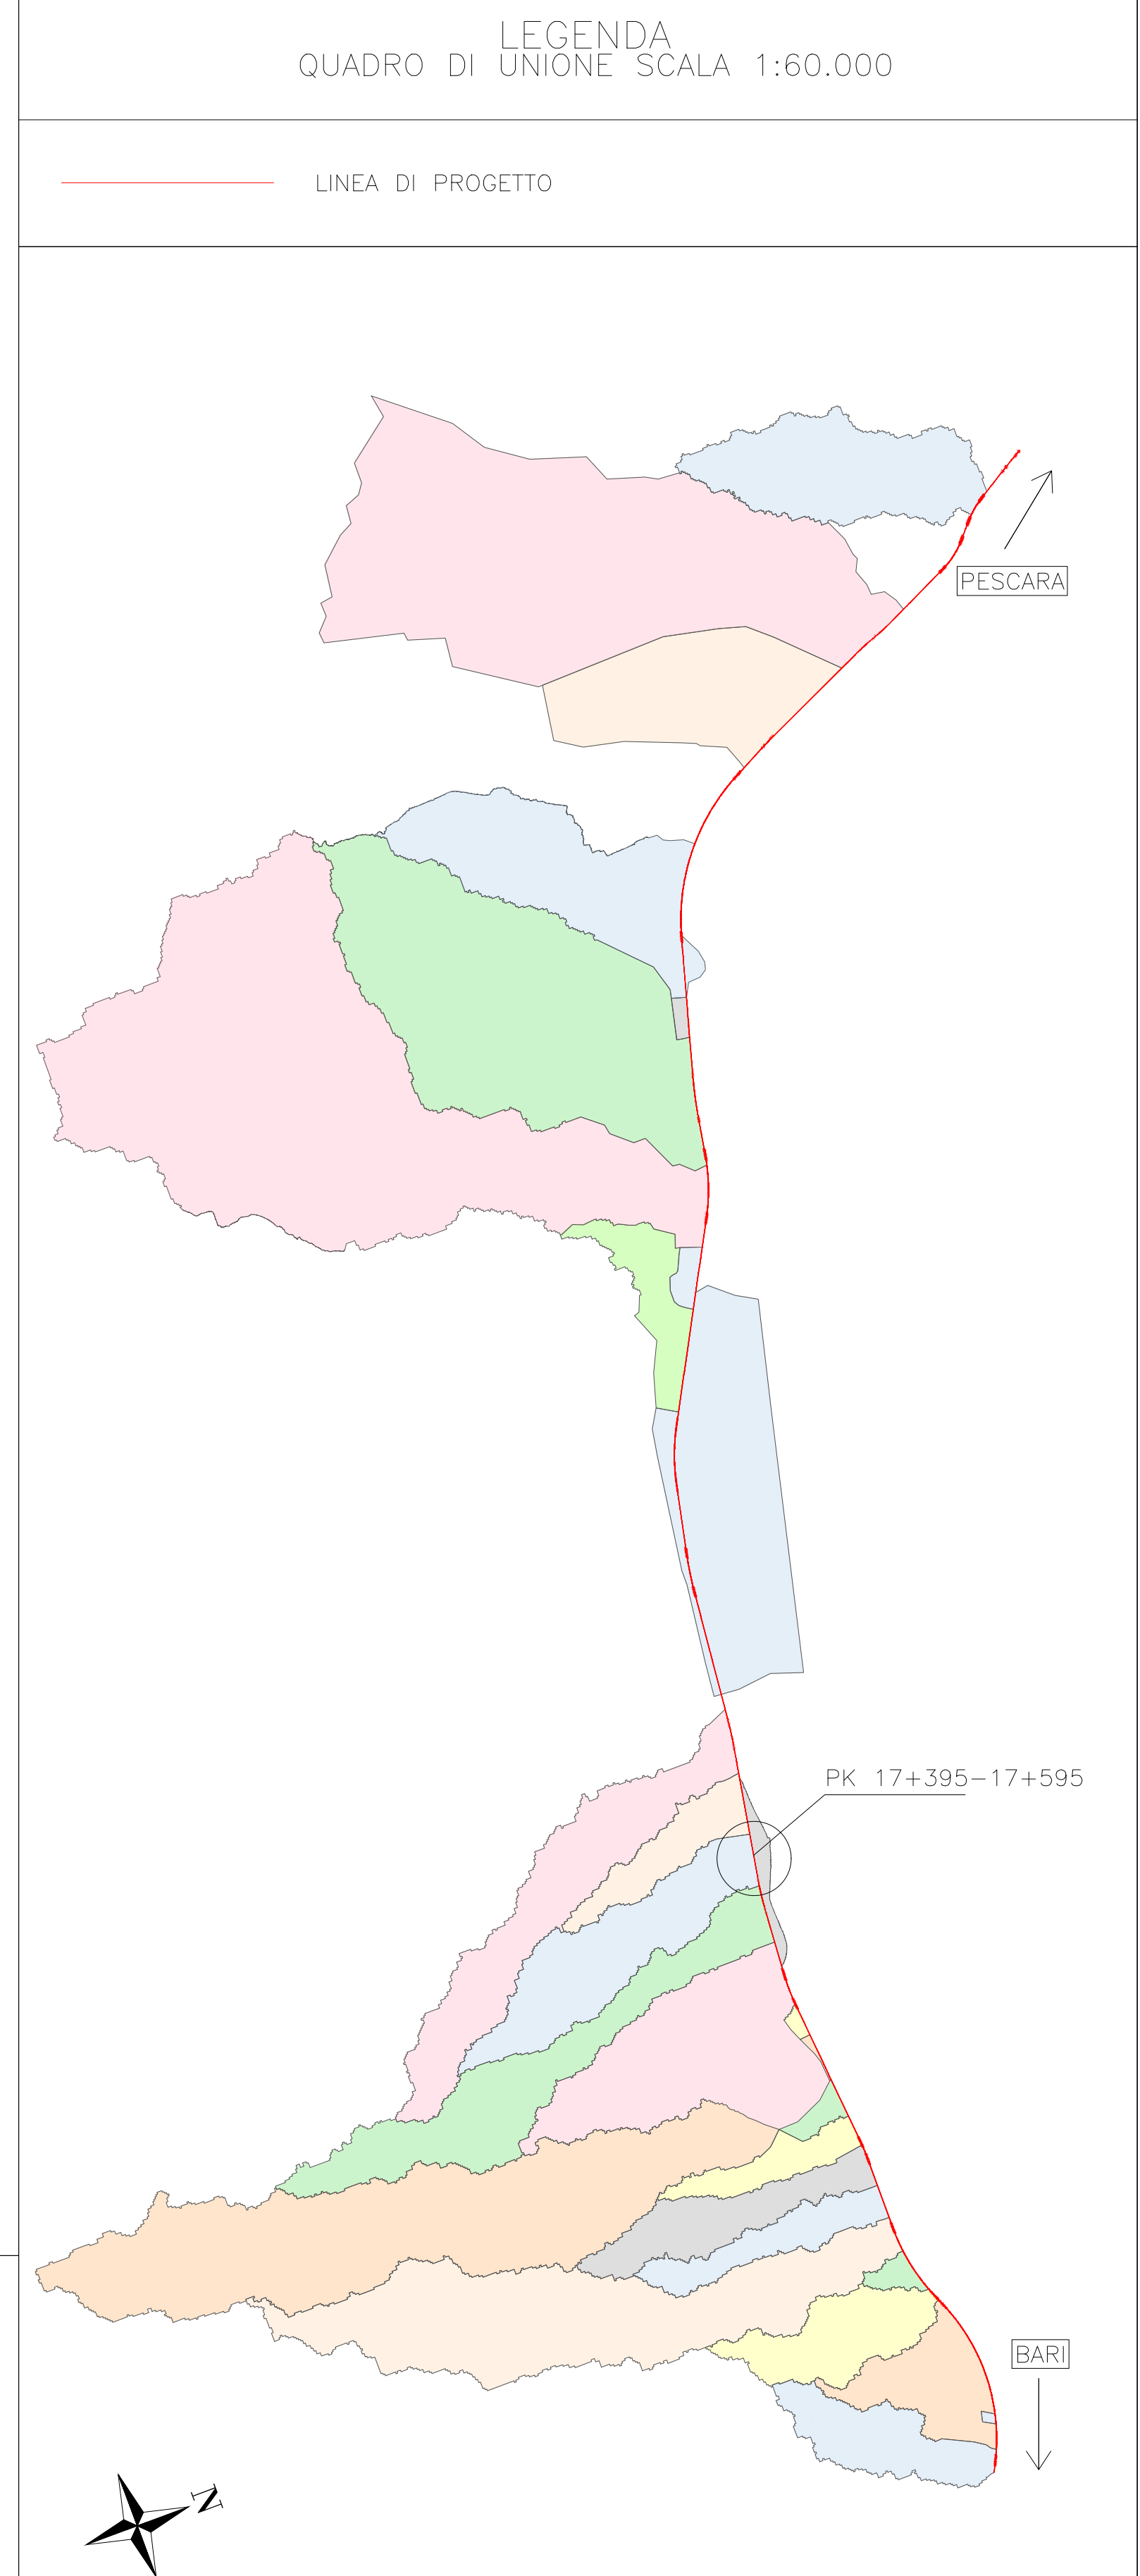 LEGENDA
QUADRO DI UNIONE SCALA 1:60.000
LINEA DI PROGETTO
PESCARA
PK 17+395-17+595
BARI
N